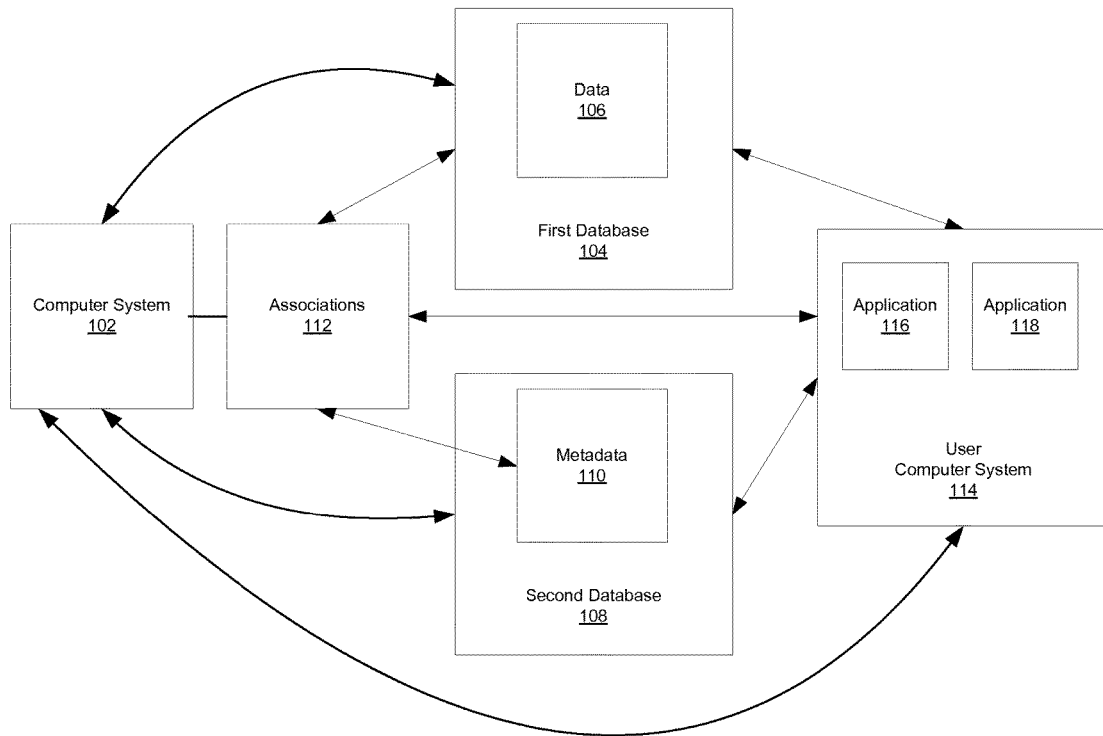 Data
106
First Database
104
Computer System
102
Associations
112
Application
116
Application
118
Metadata
110
User
Computer System
114
Second Database
108